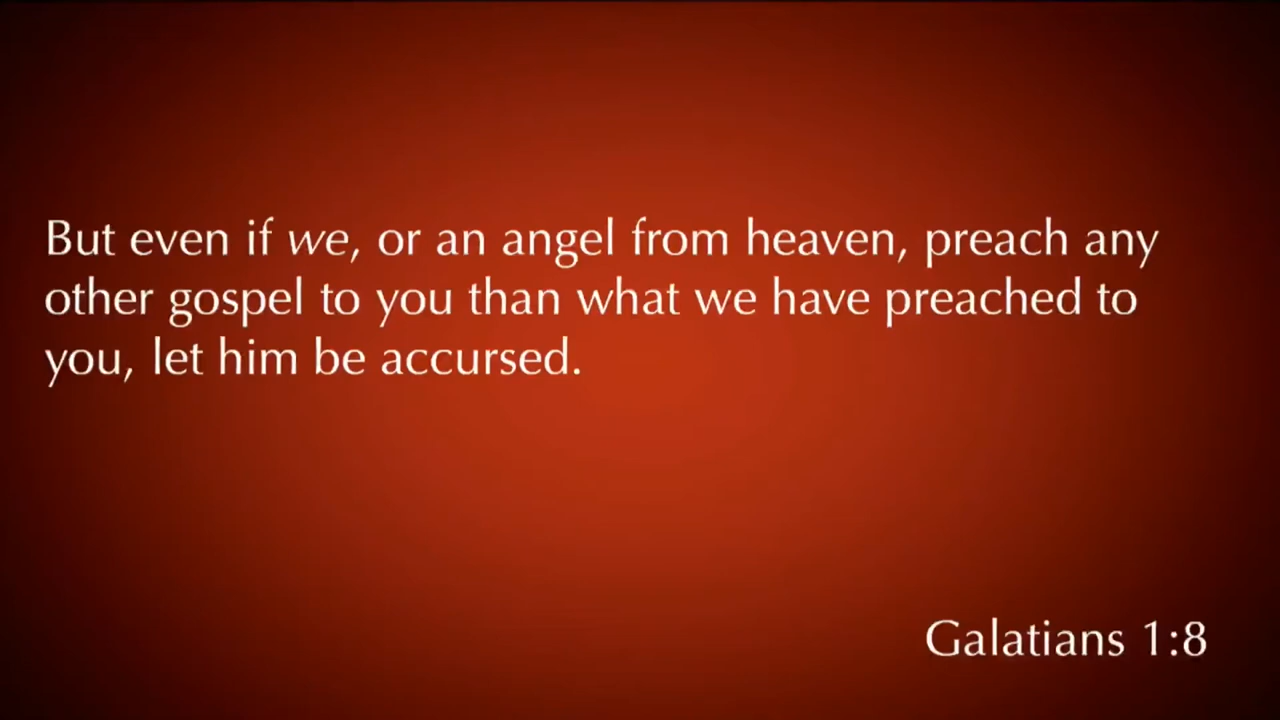 But even if we, or an angel from heaven, preach any
other gospel to you than what we have preached to
you, let him be accursed.
Galatians 1:8